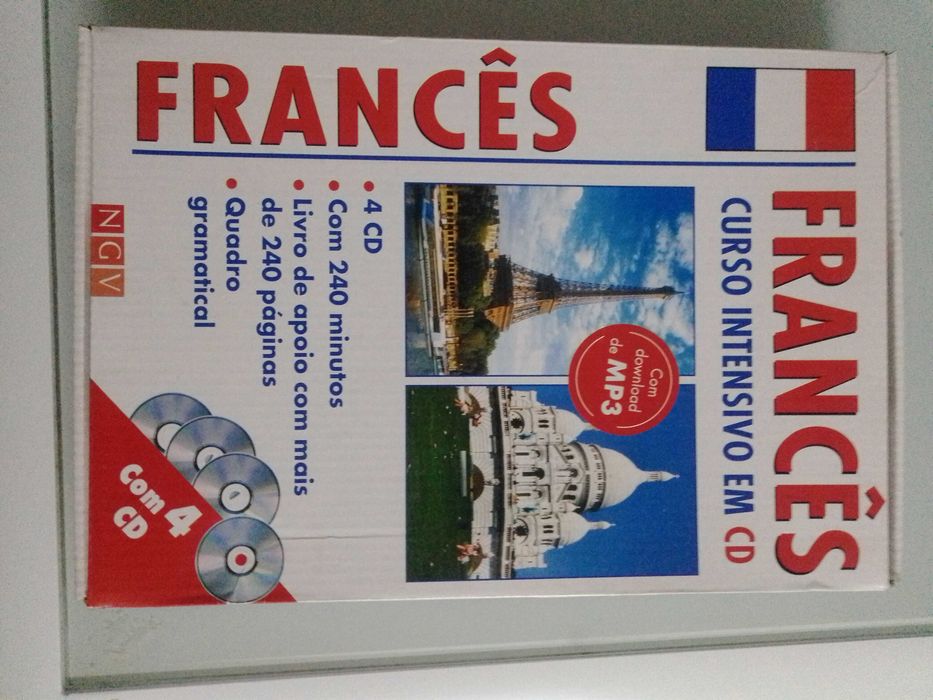 FRANCÊS
FRANCÊS
CURSO INTENSIVO EM CD
Com
download
de
MP3
• 4 CD
• Com 240 minutos
• Livro de apoio com mais
de 240 páginas
• Quadro
gramatical
Com 4
CD
NGV